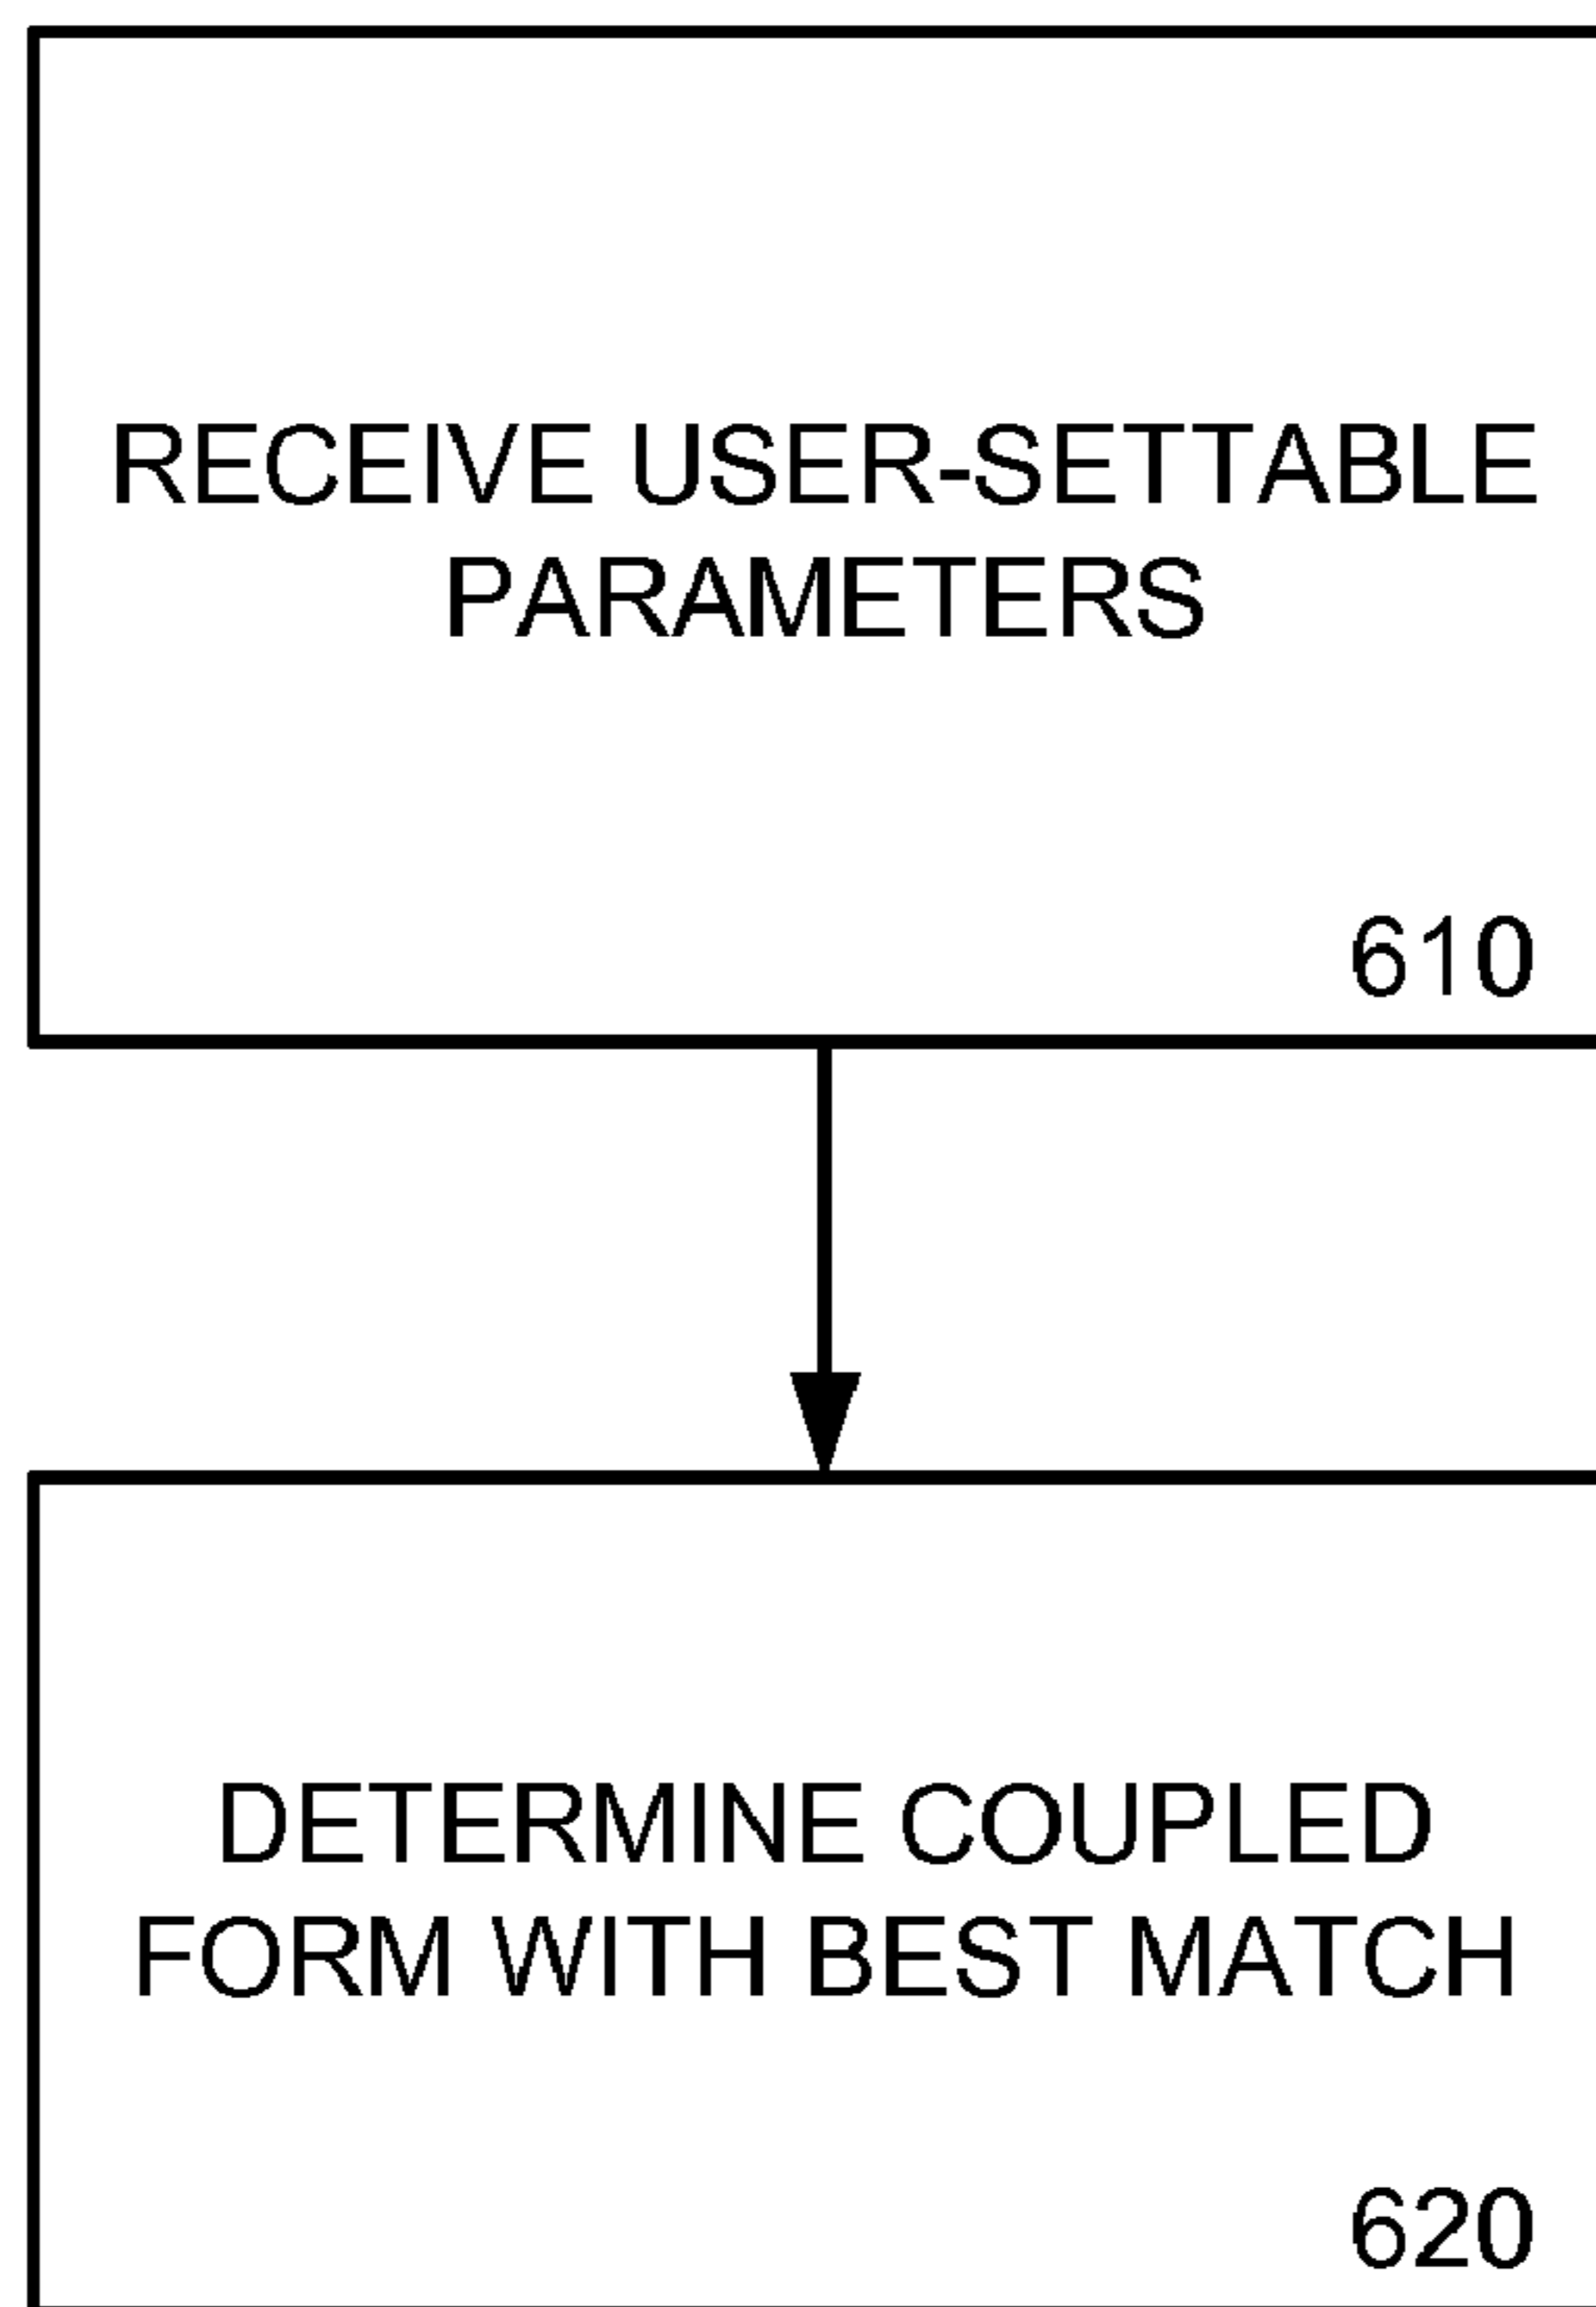 RECEIVE USER-SETTABLE
PARAMETERS
610
DETERMINE COUPLED
FORM WITH BEST MATCH
620